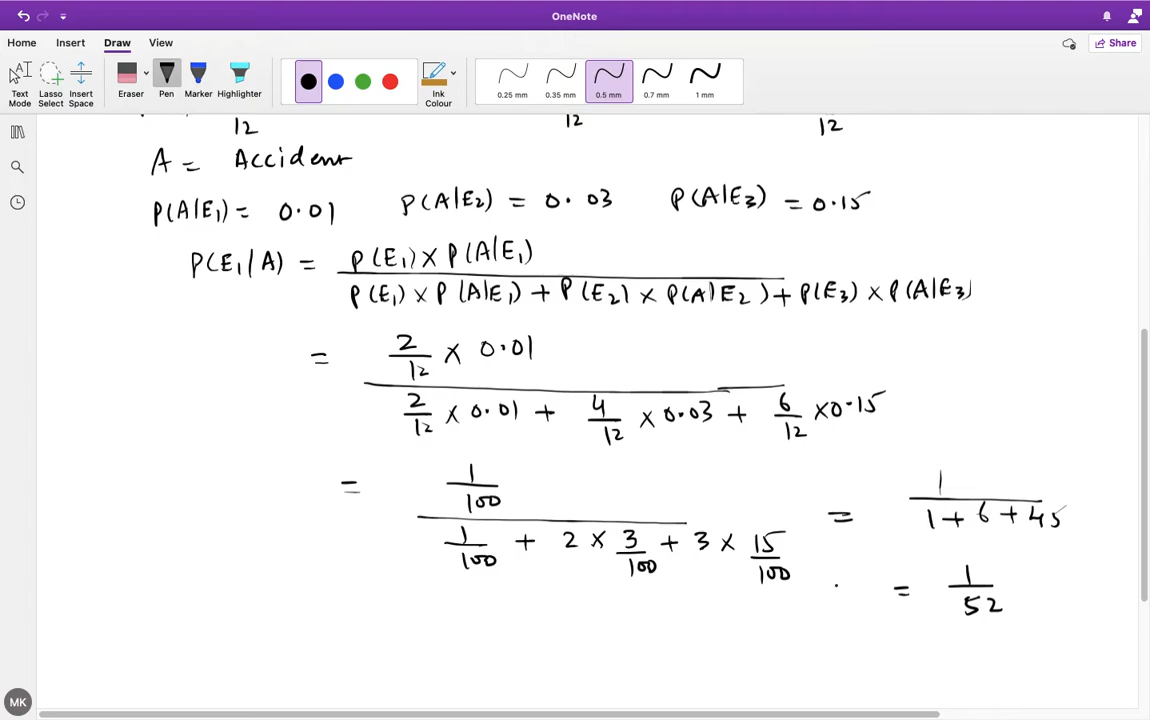 OneNote
Home Insert Draw View
Share
Text Mode Lasso Select Insert Space Eraser Pen Marker Highlighter Ink Colour 0.25 mm 0.35 mm 0.5 mm 0.7 mm 1 mm
12 12 12
A = Accident
P(A|E₁) = 0.01 P(A|E₂) = 0.03 P(A|E₃) = 0.15
P(E₁/A) = P(E₁) × P(A|E₁)
P(E₁) × P(A|E₁) + P(E₂) × P(A|E₂) + P(E₃) × P(A|E₃)
= 2/12 × 0.01
2/12 × 0.01 + 4/12 × 0.03 + 6/12 × 0.15
= 1/100
1/100 + 2 × 3/100 + 3 × 15/100
= 1
1 + 6 + 45
= 1/52
MK